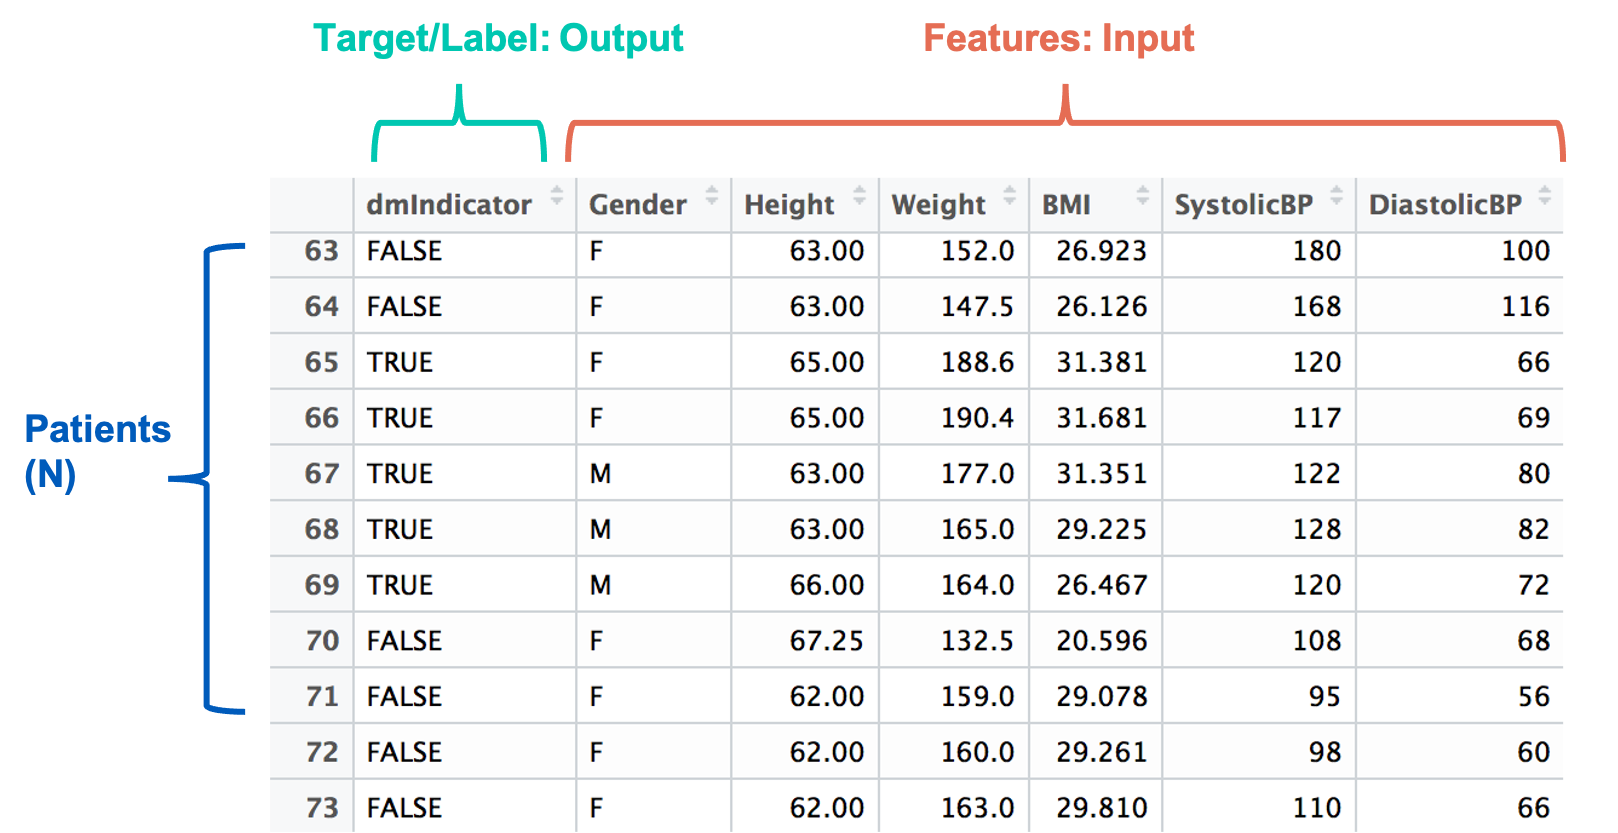 Target/Label: Output
Features: Input
dmIndicator Gender Height Weight BMI SystolicBP DiastolicBP
63 FALSE F 63.00 152.0 26.923 180 100
64 FALSE F 63.00 147.5 26.126 168 116
65 TRUE F 65.00 188.6 31.381 120 66
66 TRUE F 65.00 190.4 31.681 117 69
67 TRUE M 63.00 177.0 31.351 122 80
68 TRUE M 63.00 165.0 29.225 128 82
69 TRUE M 66.00 164.0 26.467 120 72
70 FALSE F 67.25 132.5 20.596 108 68
71 FALSE F 62.00 159.0 29.078 95 56
72 FALSE F 62.00 160.0 29.261 98 60
73 FALSE F 62.00 163.0 29.810 110 66
Patients
(N)